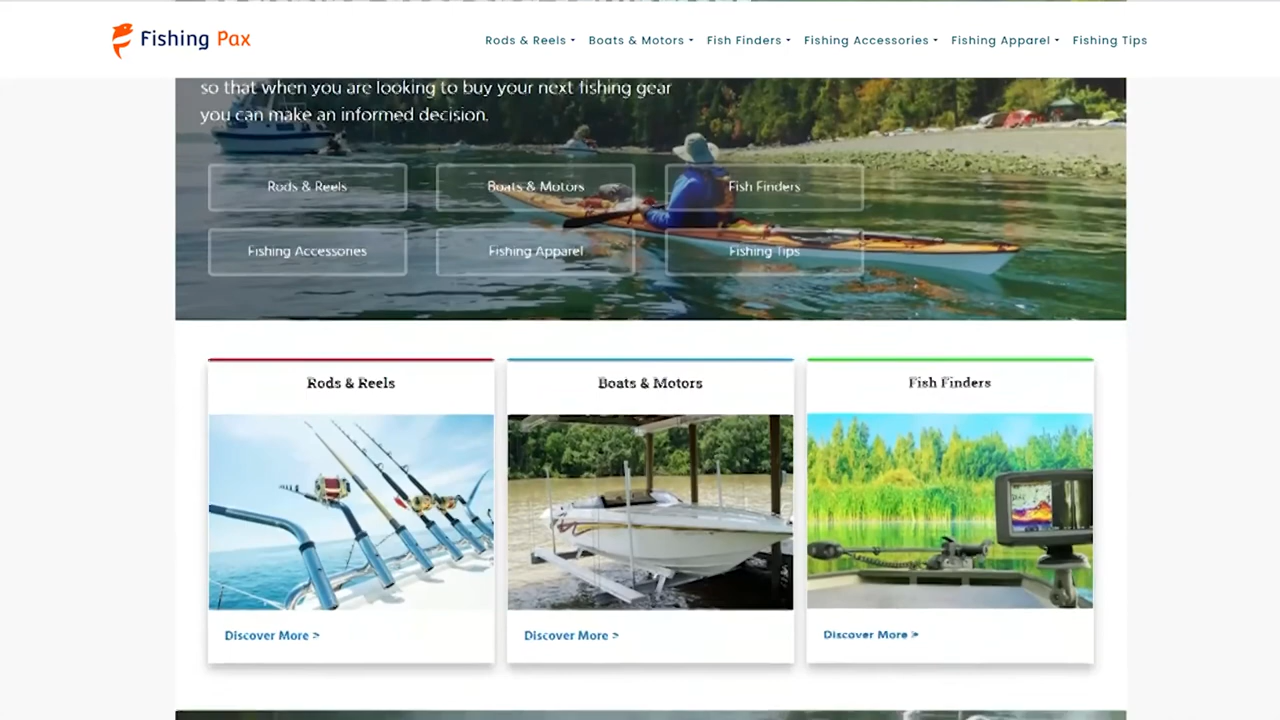 Fishing Pax
Rods & Reels
Boats & Motors
Fish Finders
Fishing Accessories
Fishing Apparel
Fishing Tips
so that when you are looking to buy your next fishing gear
you can make an informed decision.
Rods & Reels
Boats & Motors
Fish Finders
Fishing Accessories
Fishing Apparel
Fishing Tips
Rods & Reels
Boats & Motors
Fish Finders
Discover More >
Discover More >
Discover More >